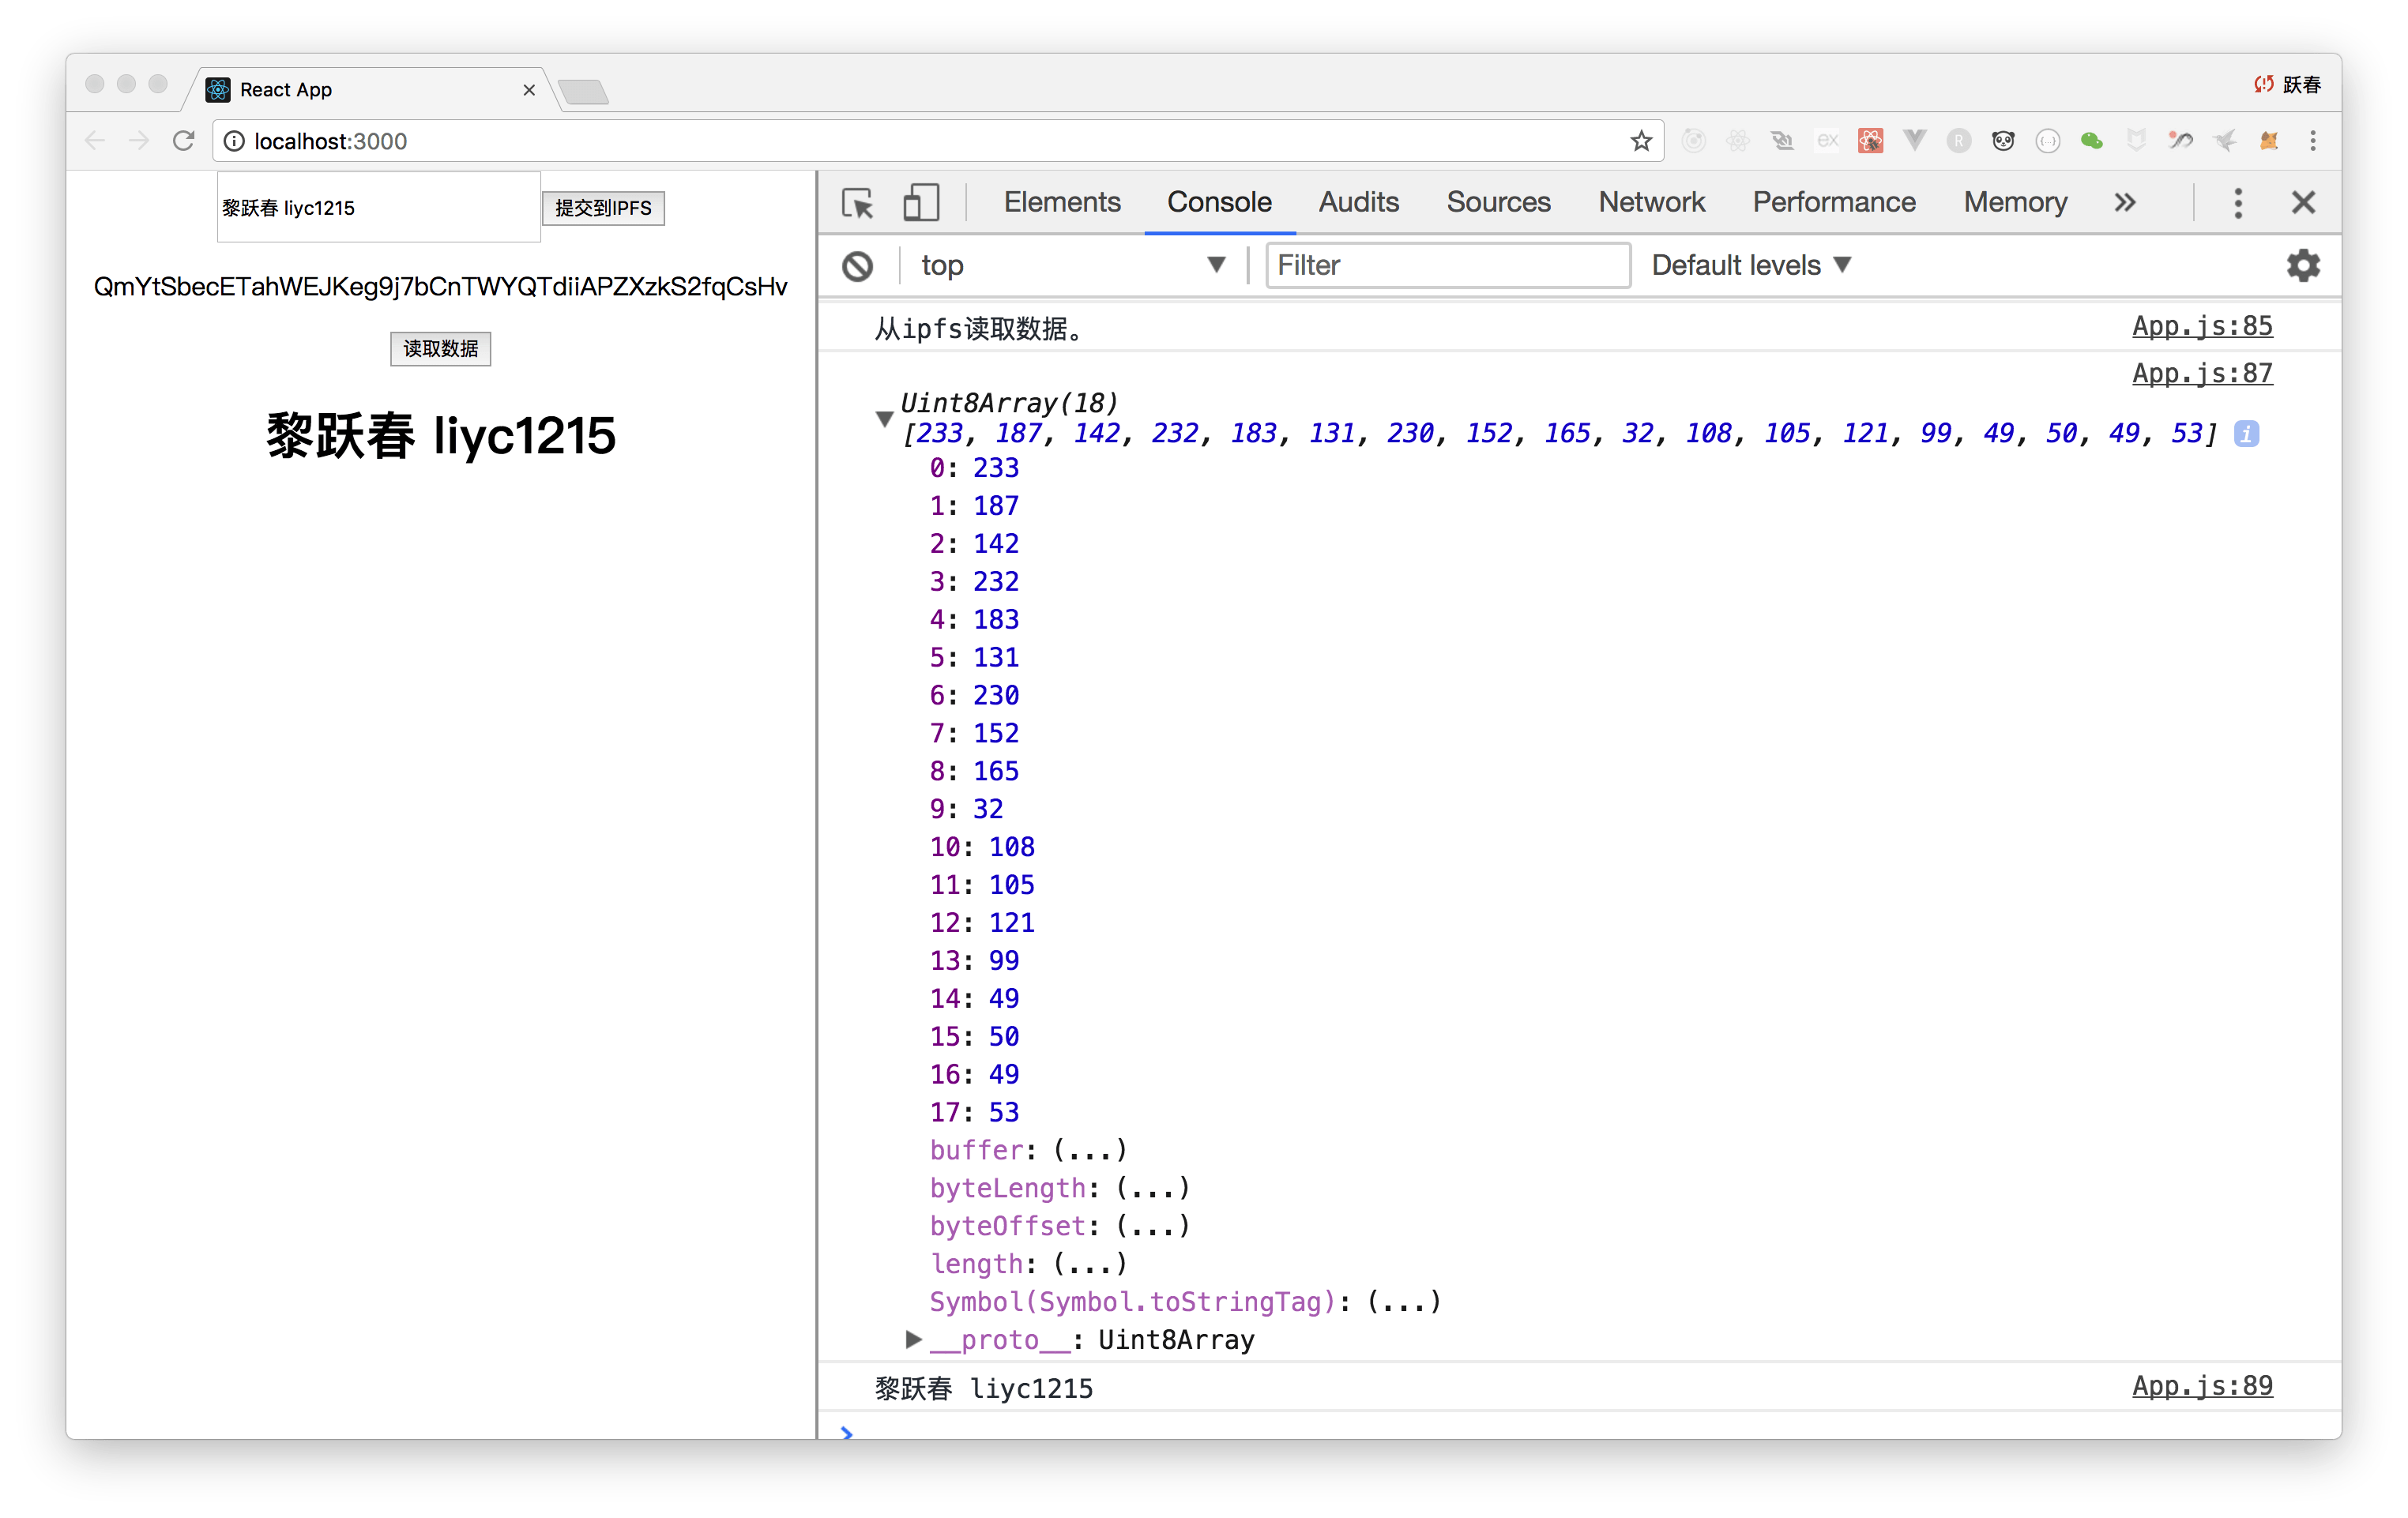 React App
跃春
localhost:3000
黎跃春 liyc1215
提交到IPFS
QmYtSbecETahWEJKeg9j7bCnTWYQTdiiAPZXzkS2fqCsHv
读取数据
黎跃春 liyc1215
Elements Console Audits Sources Network Performance Memory
top Filter Default levels
从ipfs读取数据。 App.js:85
App.js:87
Uint8Array(18)
[233, 187, 142, 232, 183, 131, 230, 152, 165, 32, 108, 105, 121, 99, 49, 50, 49, 53]
0: 233
1: 187
2: 142
3: 232
4: 183
5: 131
6: 230
7: 152
8: 165
9: 32
10: 108
11: 105
12: 121
13: 99
14: 49
15: 50
16: 49
17: 53
buffer: (...)
byteLength: (...)
byteOffset: (...)
length: (...)
Symbol(Symbol.toStringTag): (...)
__proto__: Uint8Array
黎跃春 liyc1215 App.js:89